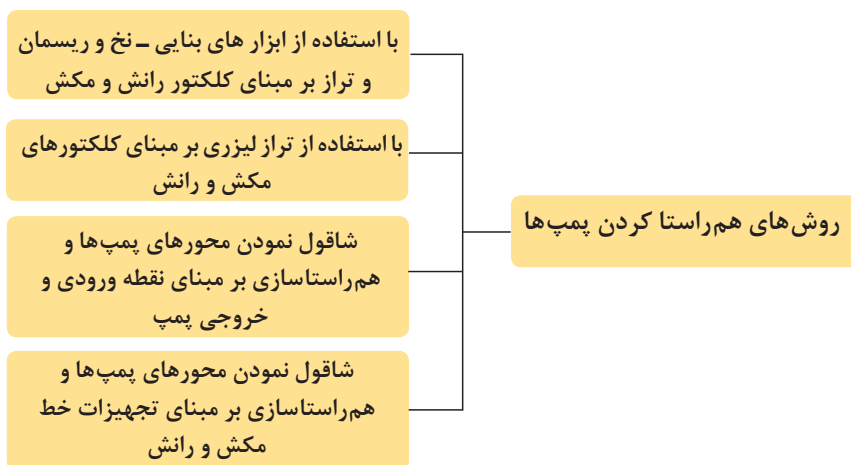 روش‌های هم‌راستا کردن پمپ‌ها
با استفاده از ابزار های بنایی ـ نخ و ریسمان
و تراز بر مبنای کلکتور رانش و مکش
با استفاده از تراز لیزری بر مبنای کلکتورهای
مکش و رانش
شاقول نمودن محورهای پمپ‌ها و
هم‌راستاسازی بر مبنای نقطه ورودی و
خروجی پمپ
شاقول نمودن محورهای پمپ‌ها و
هم‌راستاسازی بر مبنای تجهیزات خط
مکش و رانش